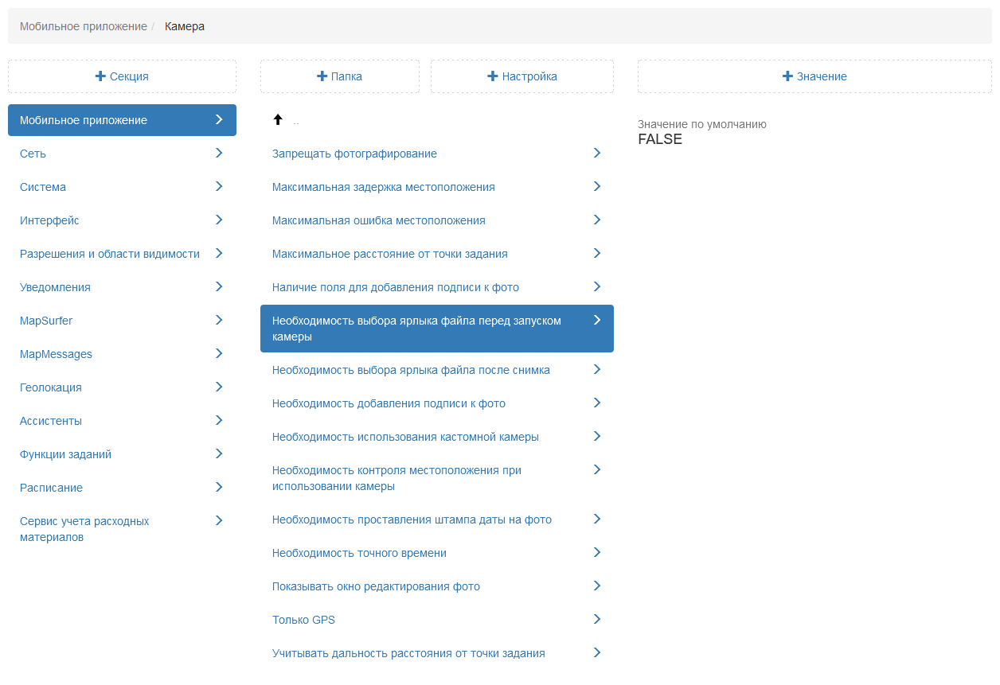 Мобильное приложение / Камера
Секция
Папка
Настройка
Значение
Мобильное приложение
Сеть
Система
Интерфейс
Разрешения и области видимости
Уведомления
MapSurfer
MapMessages
Геолокация
Ассистенты
Функции заданий
Расписание
Сервис учета расходных
материалов
..
Запрещать фотографирование
Максимальная задержка местоположения
Максимальная ошибка местоположения
Максимальное расстояние от точки задания
Наличие поля для добавления подписи к фото
Необходимость выбора ярлыка файла перед запуском
камеры
Необходимость выбора ярлыка файла после снимка
Необходимость добавления подписи к фото
Необходимость использования кастомной камеры
Необходимость контроля местоположения при
использовании камеры
Необходимость проставления штампа даты на фото
Необходимость точного времени
Показывать окно редактирования фото
Только GPS
Учитывать дальность расстояния от точки задания
Значение по умолчанию
FALSE